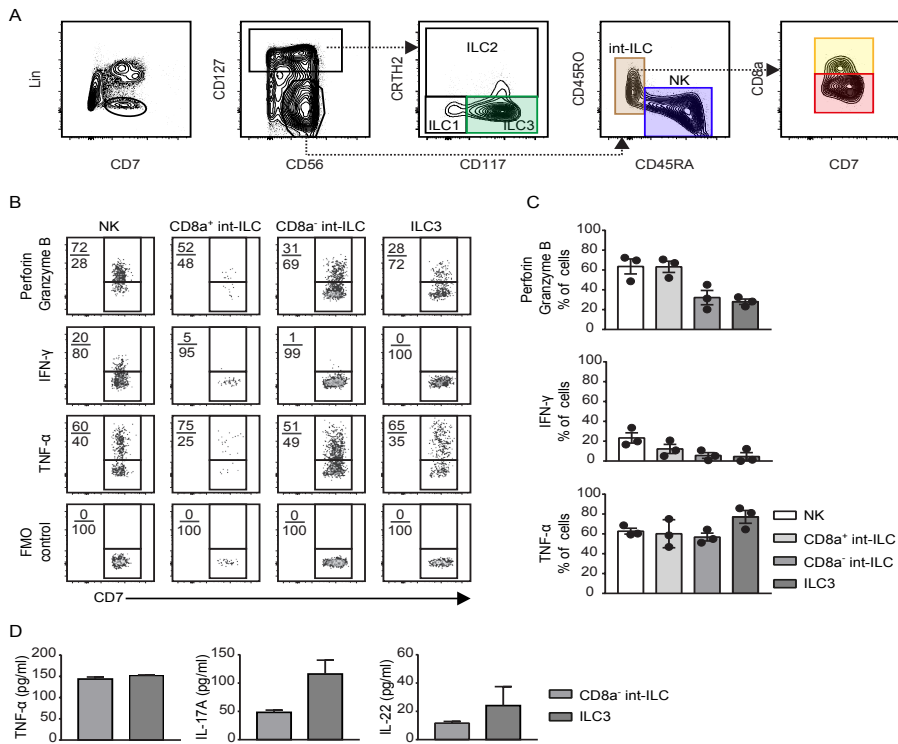 A
Lin
CD7
CD127
CD56
CRTH2
ILC2
ILC1
ILC3
CD117
CD45RO
int-ILC
NK
CD45RA
CD8a
CD7
B
NK
CD8a⁺ int-ILC
CD8a⁻ int-ILC
ILC3
Perforin
Granzyme B
72
28
52
48
31
69
28
72
IFN-γ
20
80
5
95
1
99
0
100
TNF-α
60
40
75
25
51
49
65
35
FMO
control
0
100
0
100
0
100
0
100
CD7
C
Perforin
Granzyme B
% of cells
100
80
60
40
20
0
IFN-γ
% of cells
100
80
60
40
20
0
TNF-α
% of cells
100
80
60
40
20
0
NK
CD8a⁺ int-ILC
CD8a⁻ int-ILC
ILC3
D
TNF-α (pg/ml)
200
150
100
50
0
IL-17A (pg/ml)
150
100
50
0
IL-22 (pg/ml)
60
40
20
0
CD8a⁻ int-ILC
ILC3